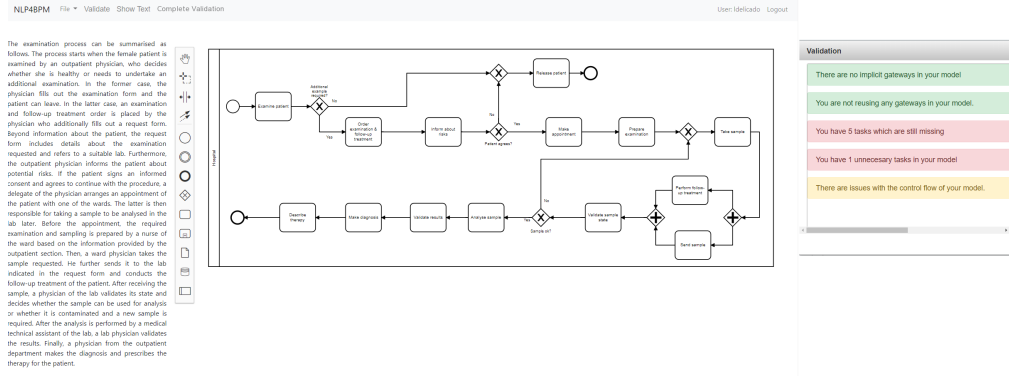 NLP4BPM File Validate Show Text Complete Validation User: ldelicado Logout
The examination process can be summarised as
follows. The process starts when the female patient is
examined by an outpatient physician, who decides
whether she is healthy or needs to undertake an
additional examination. In the former case, the
physician fills out the examination form and the
patient can leave. In the latter case, an examination
and follow-up treatment order is placed by the
physician who additionally fills out a request form.
Beyond information about the patient, the request
form includes details about the examination
requested and refers to a suitable lab. Furthermore,
the outpatient physician informs the patient about
potential risks. If the patient signs an informed
consent and agrees to continue with the procedure, a
delegate of the physician arranges an appointment of
the patient with one of the wards. The latter is then
responsible for taking a sample to be analysed in the
lab later. Before the appointment, the required
examination and sampling is prepared by a nurse of
the ward based on the information provided by the
outpatient section. Then, a ward physician takes the
sample requested. He further sends it to the lab
indicated in the request form and conducts the
follow-up treatment of the patient. After receiving the
sample, a physician of the lab validates its state and
decides whether the sample can be used for analysis
or whether it is contaminated and a new sample is
required. After the analysis is performed by a medical
technical assistant of the lab, a lab physician validates
the results. Finally, a physician from the outpatient
department makes the diagnosis and prescribes the
therapy for the patient.
Hospital
Examine patient
Additional
example
required?
No
Yes
Release patient
Order
examination &
follow-up
treatment
Inform about
risks
No
Yes
Patient agrees?
Make
appointment
Prepare
examination
Take sample
Perform follow-
up treatment
Send sample
Validate sample
state
No
Yes
Sample ok?
Analyse sample
Validate results
Make diagnosis
Describe
therapy
Validation
There are no implicit gateways in your model
You are not reusing any gateways in your model.
You have 5 tasks which are still missing
You have 1 unnecesary tasks in your model
There are issues with the control flow of your model.